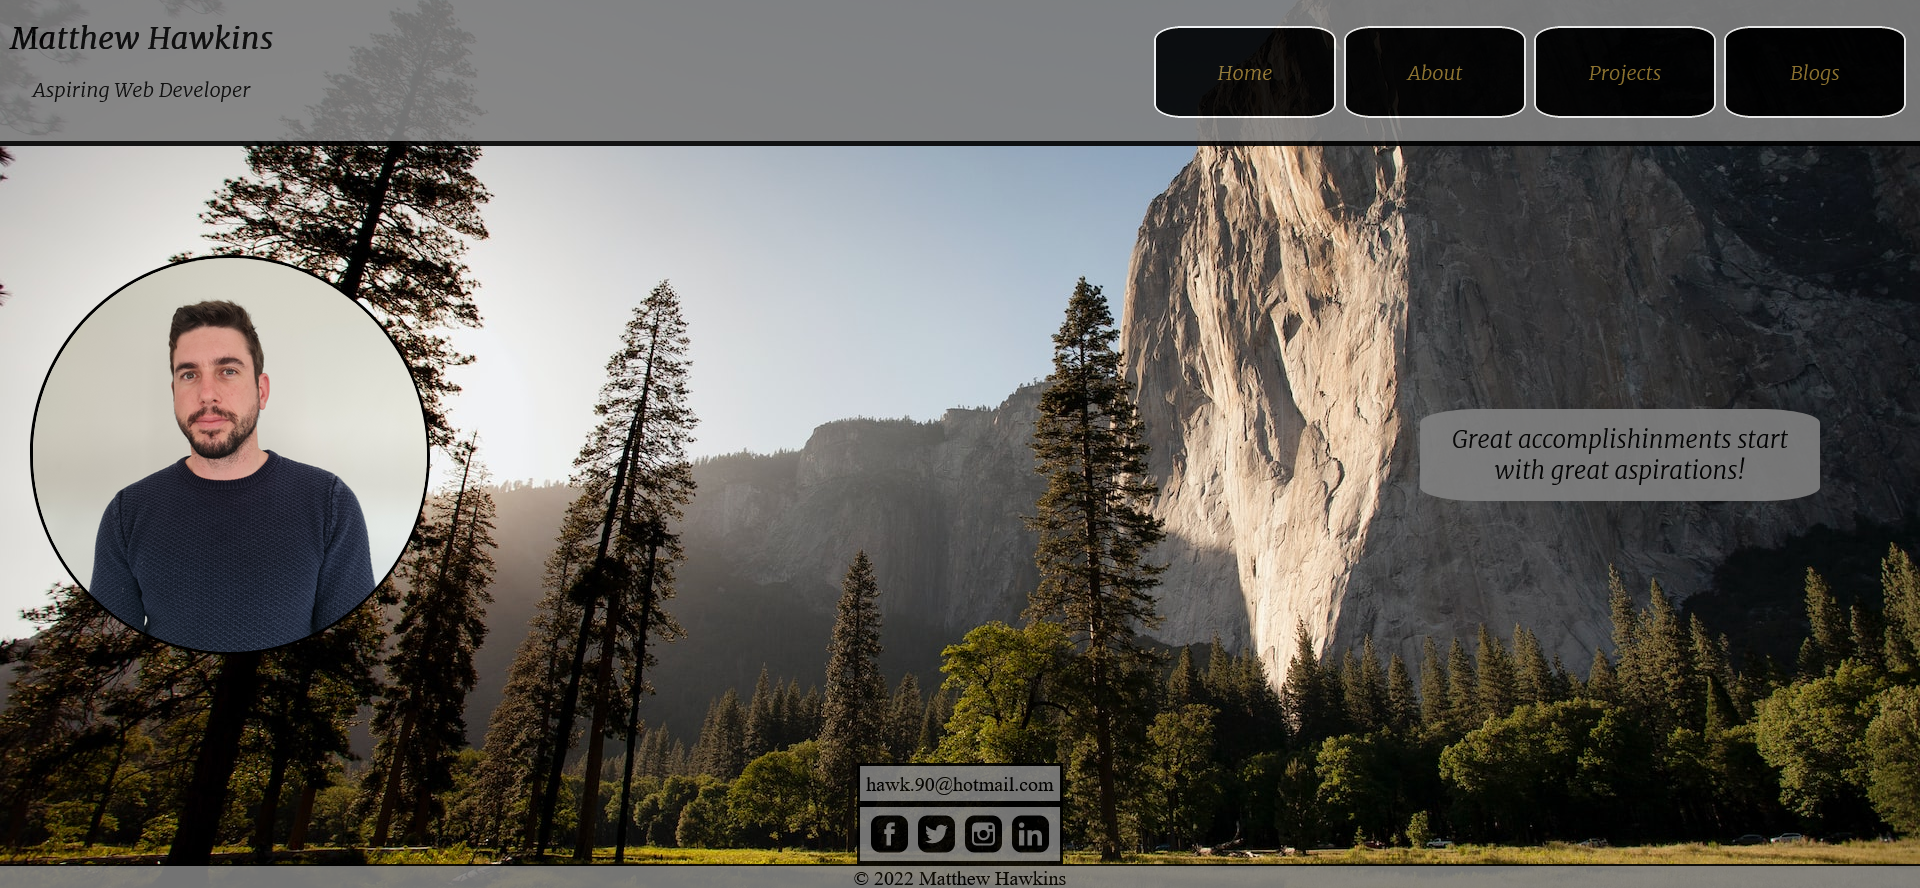 Matthew Hawkins
Aspiring Web Developer
Home
About
Projects
Blogs
Great accomplishinments start
with great aspirations!
hawk.90@hotmail.com
© 2022 Matthew Hawkins